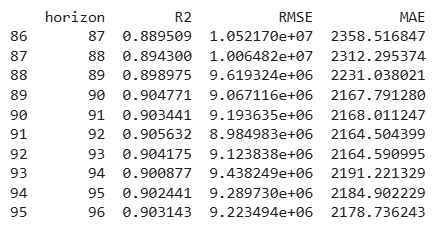 horizon R2 RMSE MAE
86 87 0.889509 1.052170e+07 2358.516847
87 88 0.894300 1.006482e+07 2312.295374
88 89 0.898975 9.619324e+06 2231.038021
89 90 0.904771 9.067116e+06 2167.791280
90 91 0.903441 9.193635e+06 2168.011247
91 92 0.905632 8.984983e+06 2164.504399
92 93 0.904175 9.123838e+06 2164.590995
93 94 0.900877 9.438249e+06 2191.221329
94 95 0.902441 9.289730e+06 2184.902229
95 96 0.903143 9.223494e+06 2178.736243